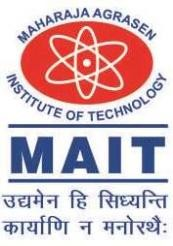 MAHARAJA AGRASEN
INSTITUTE OF TECHNOLOGY
MAIT
उद्यमेन हि सिध्यन्ति
कार्याणि न मनोरथैः